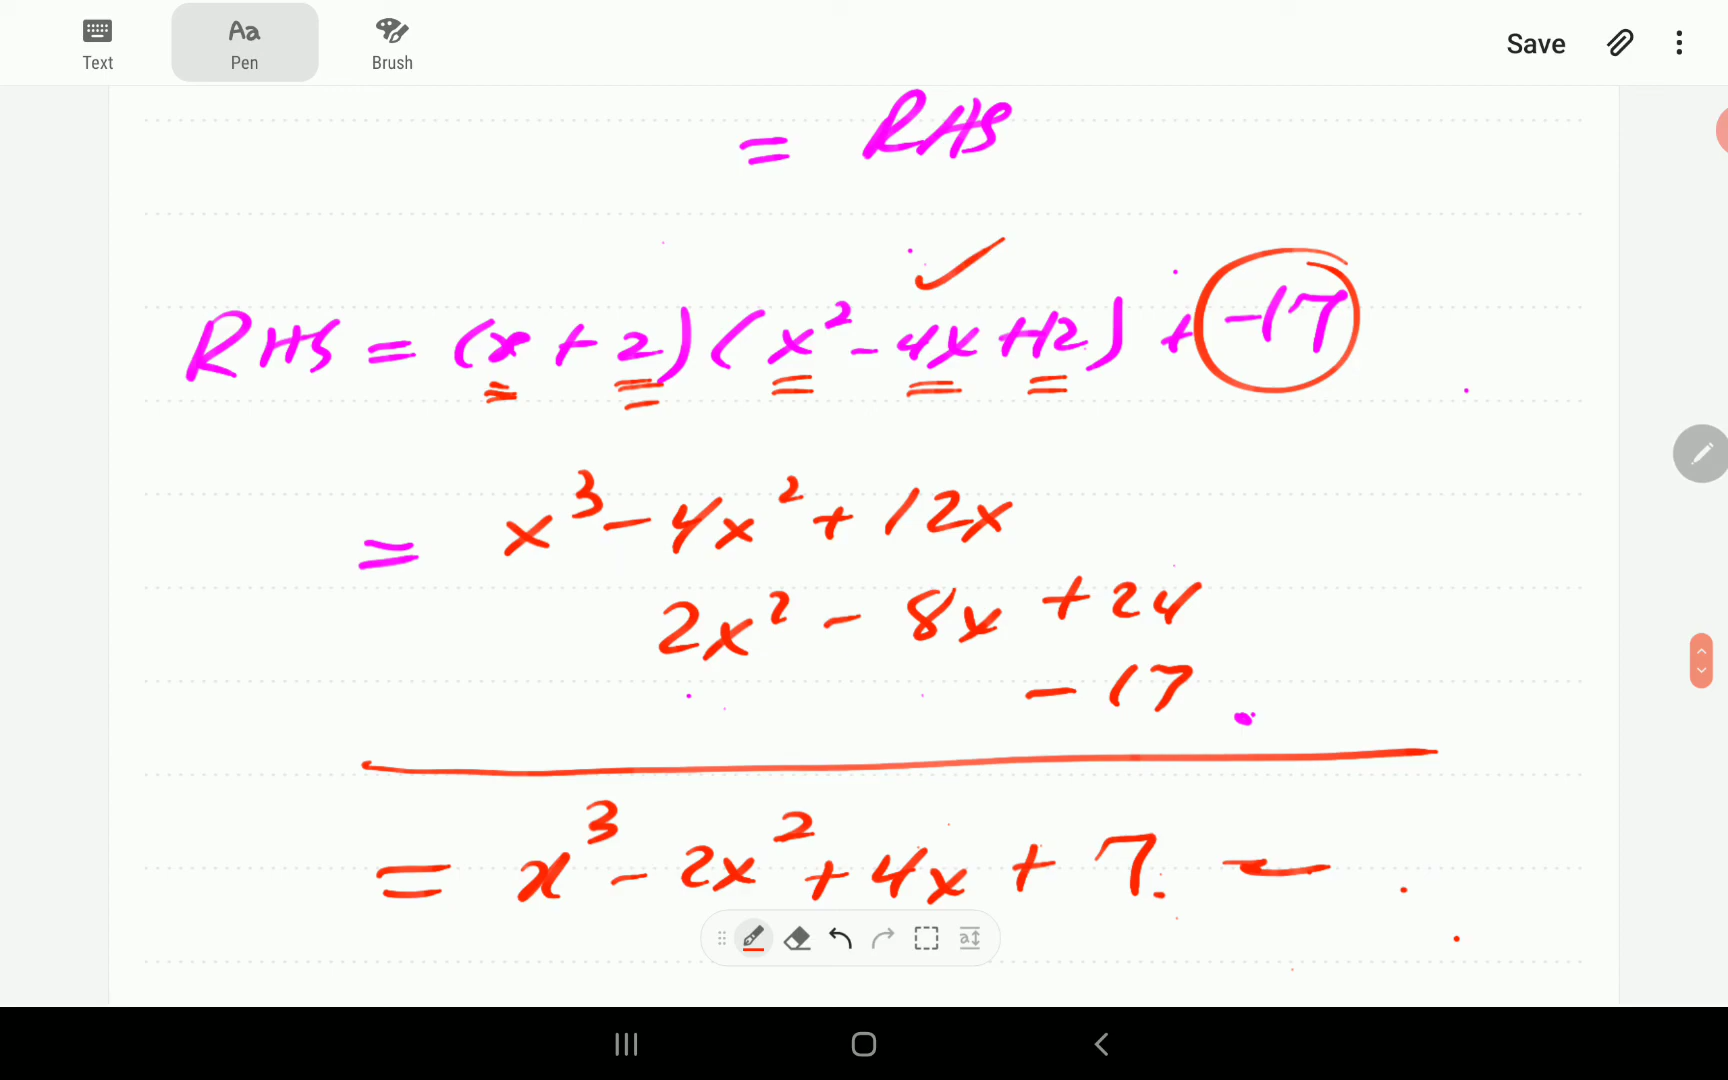 Text Aa Pen Brush Save
= RHS
RHS = (x + 2)(x² - 4x + 12) + -17
= x³ - 4x² + 12x
2x² - 8x + 24
- 17
= x³ - 2x² + 4x + 7. -